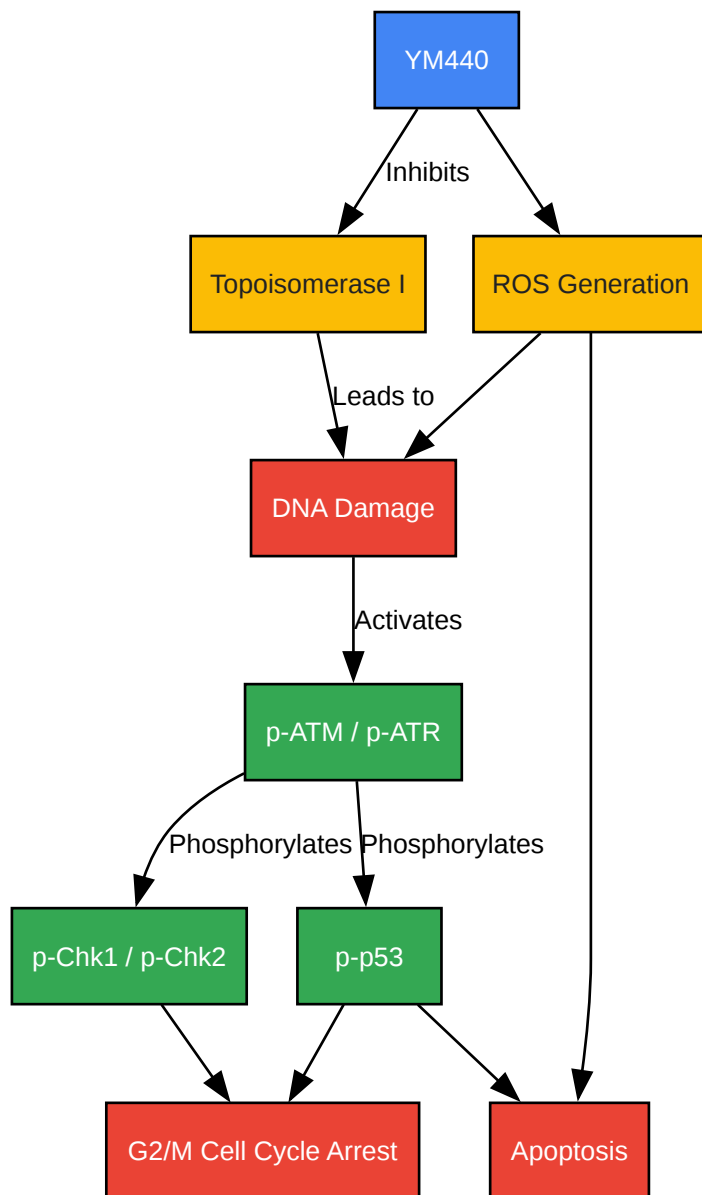 YM440
Inhibits
Topoisomerase I
ROS Generation
Leads to
DNA Damage
Activates
p-ATM / p-ATR
Phosphorylates
Phosphorylates
p-Chk1 / p-Chk2
p-p53
G2/M Cell Cycle Arrest
Apoptosis